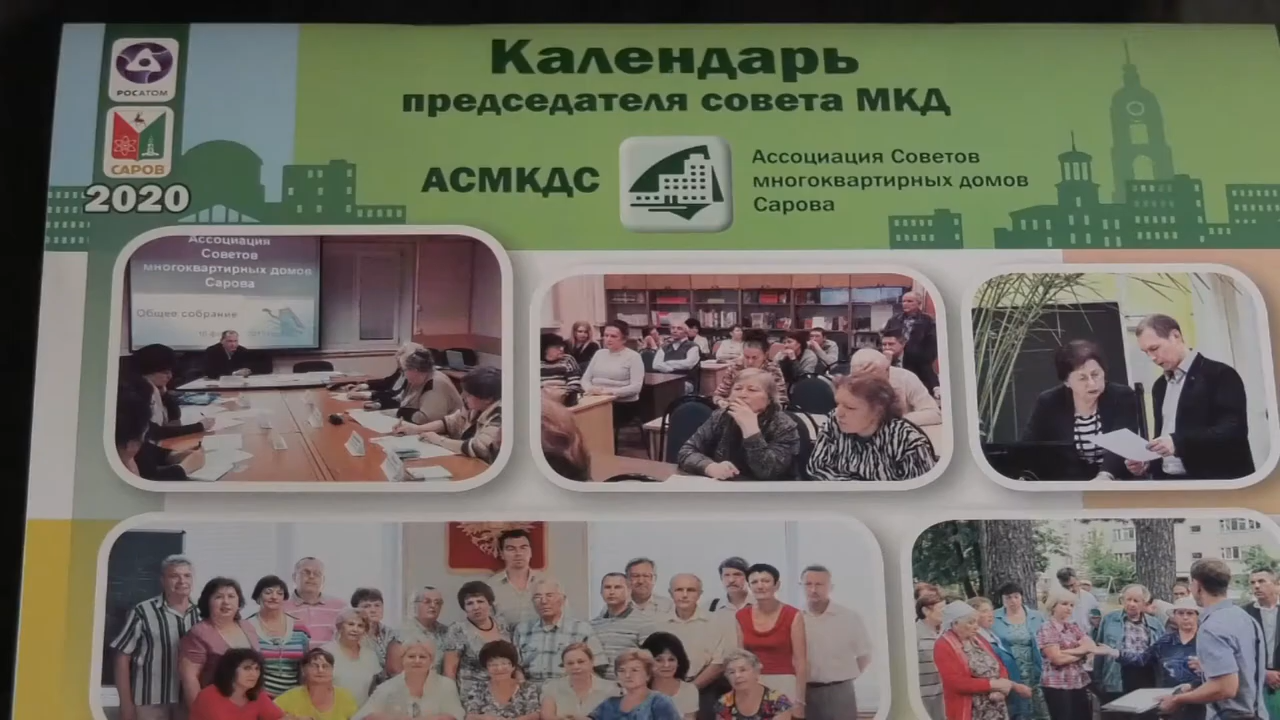 РОСАТОМ
САРОВ
2020
Календарь
председателя совета МКД
АСМКДС
Ассоциация Советов
многоквартирных домов
Сарова
Ассоциация
Советов
многоквартирных домов
Сарова
Общее собрание